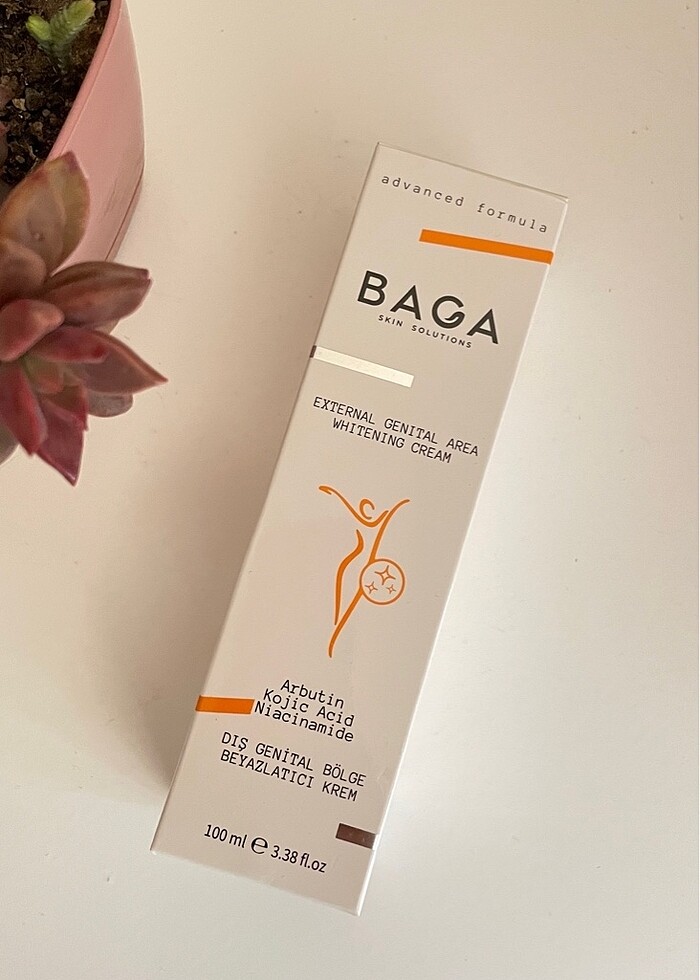 advanced formula
BAGA
SKIN SOLUTIONS
EXTERNAL GENITAL AREA
WHITENING CREAM
Arbutin
Kojic Acid
Niacinamide
DIŞ GENİTAL BÖLGE
BEYAZLATICI KREM
100 ml ℮ 3.38 fl.oz